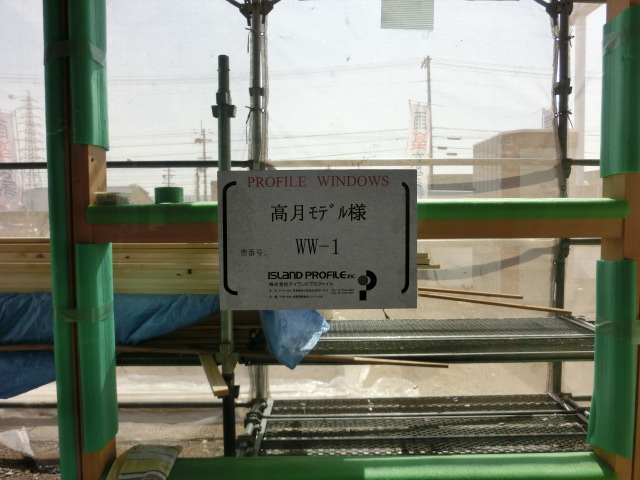 PROFILE WINDOWS
高月ﾓﾃﾞﾙ様
窓番号:
WW-1
ISLAND PROFILE inc
株式会社アイランドプロファイル